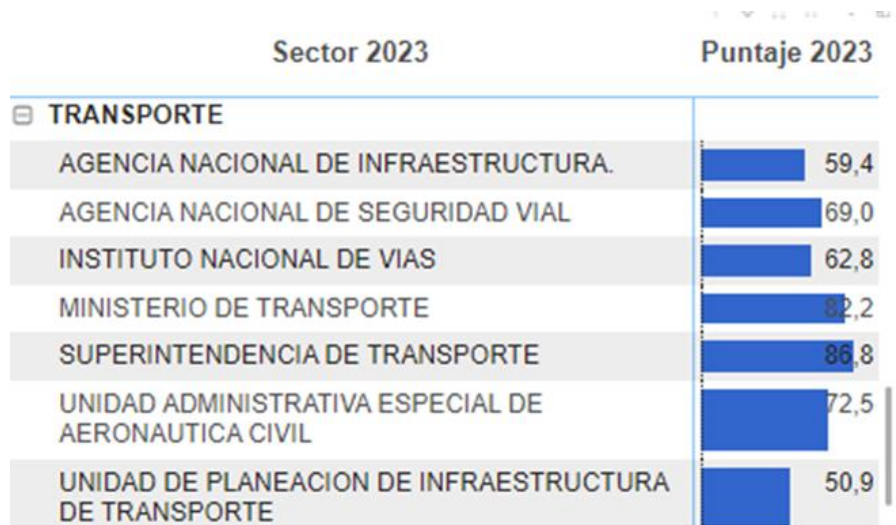 Sector 2023 Puntaje 2023
TRANSPORTE
AGENCIA NACIONAL DE INFRAESTRUCTURA. 59,4
AGENCIA NACIONAL DE SEGURIDAD VIAL 69,0
INSTITUTO NACIONAL DE VIAS 62,8
MINISTERIO DE TRANSPORTE 82,2
SUPERINTENDENCIA DE TRANSPORTE 86,8
UNIDAD ADMINISTRATIVA ESPECIAL DE 72,5
AERONAUTICA CIVIL
UNIDAD DE PLANEACION DE INFRAESTRUCTURA 50,9
DE TRANSPORTE